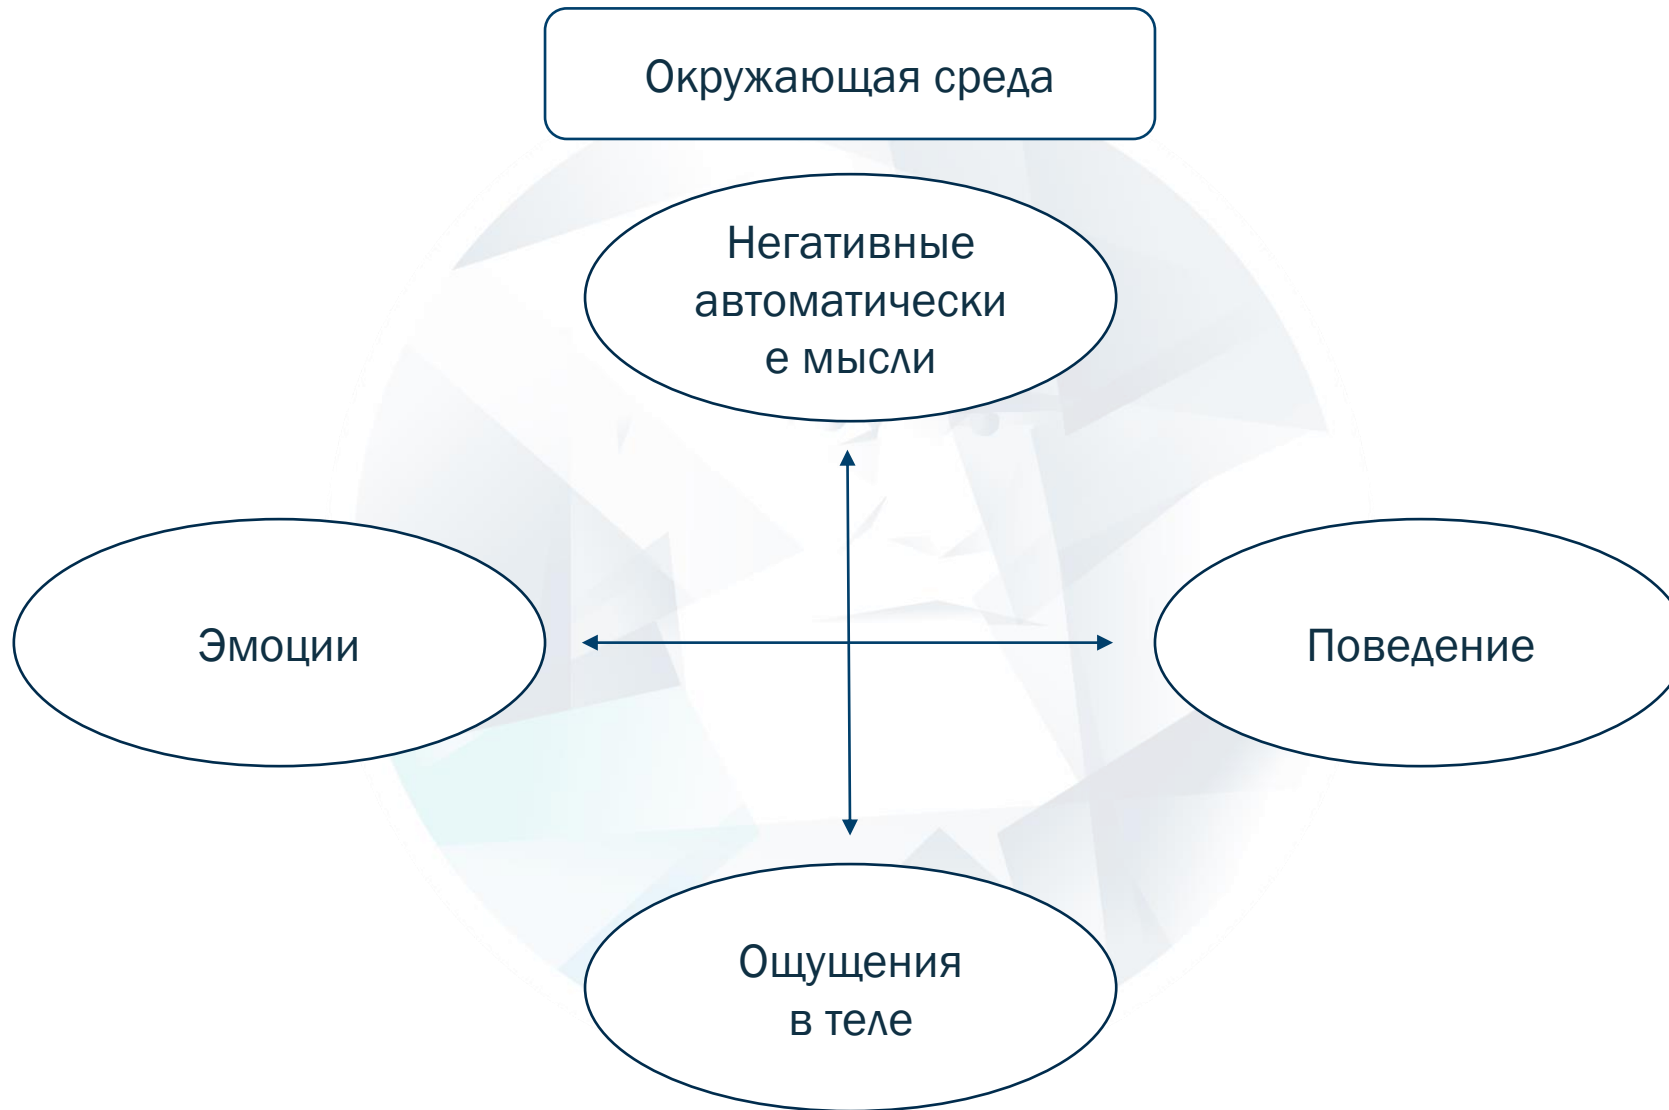 Окружающая среда
Негативные
автоматически
е мысли
Эмоции
Поведение
Ощущения
в теле